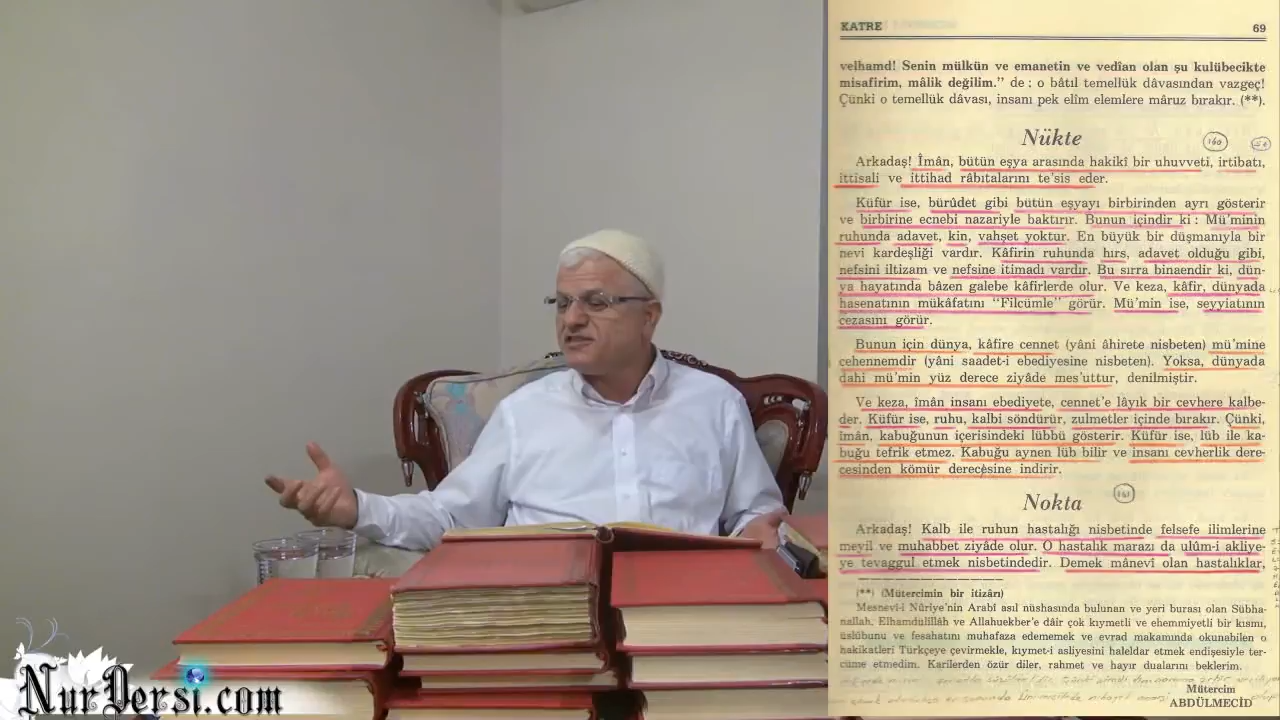 KATRE
69
velhamd! Senin mülkün ve emanetin ve vedîan olan şu kulübecikte
misafirim, mâlik değilim." de : o bâtıl temellük dâvasından vazgeç!
Çünki o temellük dâvası, insanı pek elîm elemlere mâruz bırakır. (**).
Nükte
160
Arkadaş! Îmân, bütün eşya arasında hakikî bir uhuvveti, irtibatı,
ittisali ve ittihad râbıtalarını te'sis eder.
Küfür ise, bürûdet gibi bütün eşyayı birbirinden ayrı gösterir
ve birbirine ecnebi nazariyle baktırır. Bunun içindir ki : Mü'minin
ruhunda adavet, kin, vahşet yoktur. En büyük bir düşmanıyla bir
nevi kardeşliği vardır. Kâfirin ruhunda hırs, adavet olduğu gibi,
nefsini iltizam ve nefsine itimadı vardır. Bu sırra binaendir ki, dün-
ya hayatında bâzen galebe kâfirlerde olur. Ve keza, kâfir, dünyada
hasenatının mükâfatını "Filcümle" görür. Mü'min ise, seyyiatının
cezasını görür.
Bunun için dünya, kâfire cennet (yâni âhirete nisbeten) mü'mine
cehennemdir (yâni saadet-i ebediyesine nisbeten). Yoksa, dünyada
dahi mü'min yüz derece ziyâde mes'uttur, denilmiştir.
Ve keza, îmân insanı ebediyete, cennet'e lâyık bir cevhere kalbe-
der. Küfür ise, ruhu, kalbi söndürür, zulmetler içinde bırakır. Çünki,
îmân, kabuğunun içerisindeki lübbü gösterir. Küfür ise, lüb ile ka-
buğu tefrik etmez. Kabuğu aynen lüb bilir ve insanı cevherlik dere-
cesinden kömür derecesine indirir.
Nokta
161
Arkadaş! Kalb ile ruhun hastalığı nisbetinde felsefe ilimlerine
meyil ve muhabbet ziyâde olur. O hastalık marazı da ulûm-i akliye-
ye tevaggul etmek nisbetindedir. Demek mânevî olan hastalıklar,
(**) (Mütercimin bir itizârı)
Mesnevî-i Nûriye'nin Arabî asıl nüshasında bulunan ve yeri burası olan Sübha-
nallah, Elhamdülillâh ve Allahuekber'e dâir çok kıymetli ve ehemmiyetli bir kısmı,
üslûbunu ve fesahatını muhafaza edememek ve evrad makamında okunabilen o
hakikatleri Türkçeye çevirmekle, kıymet-i asliyesini haleldar etmek endişesiyle ter-
cüme etmedim. Karilerden özür diler, rahmet ve hayır dualarını beklerim.
Mütercim
ABDÜLMECİD
NurDersi.com